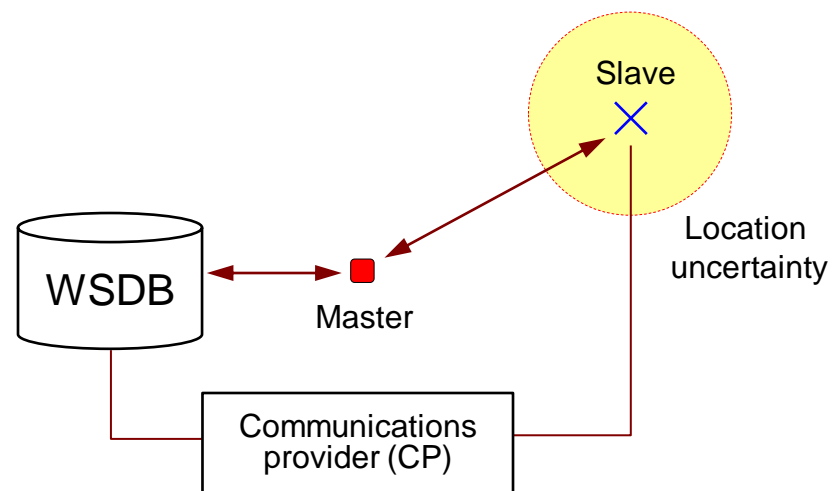 Slave
Location
uncertainty
WSDB
Master
Communications
provider (CP)